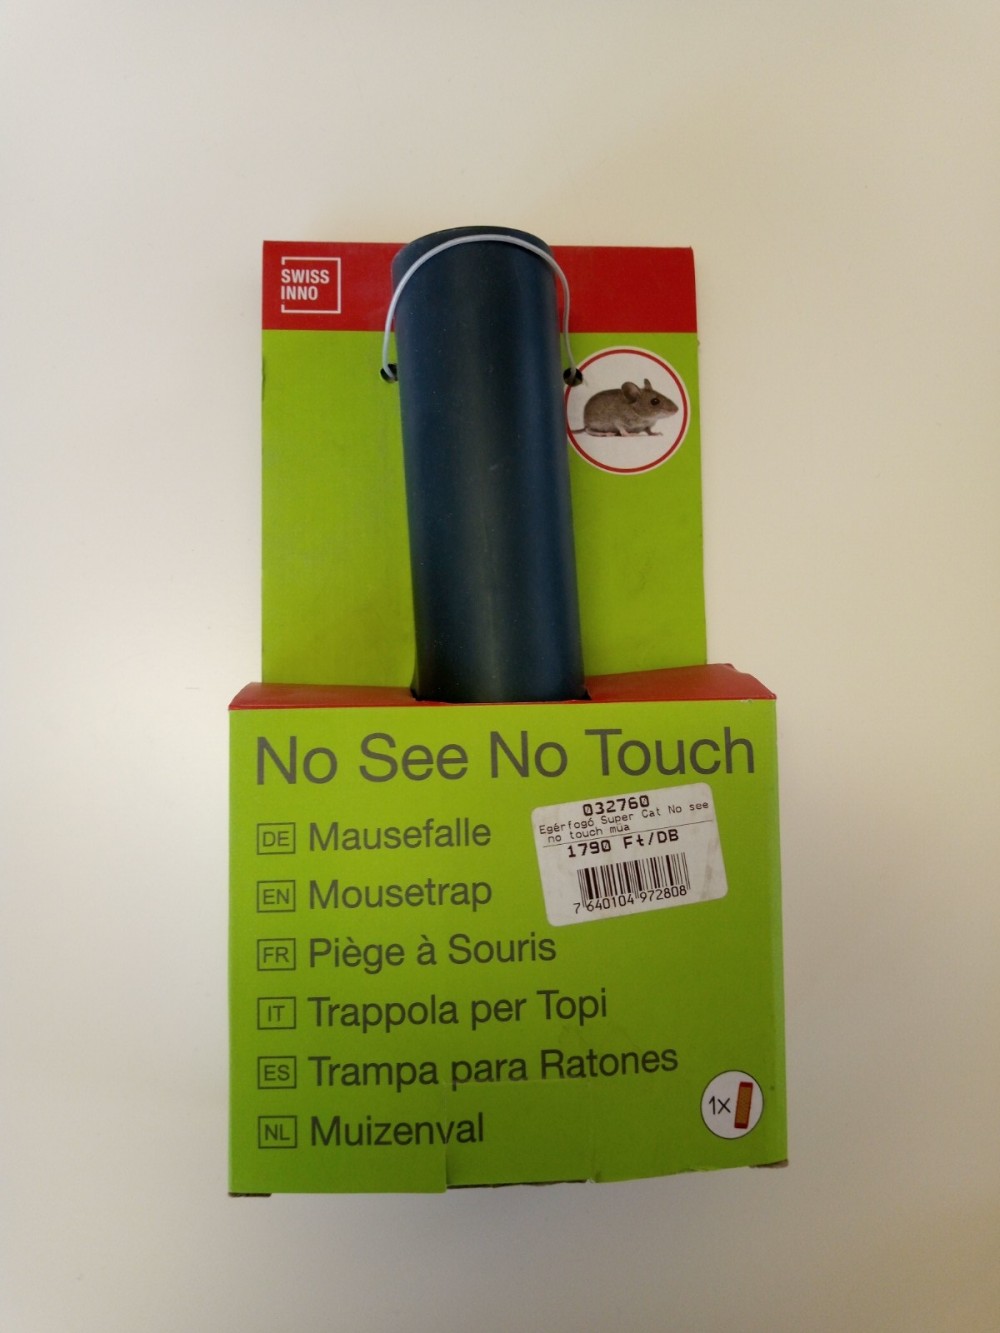 SWISS
INNO
No See No Touch
032760
Egérfogó Super Cat No see
no touch mua
1790 Ft/DB
7 640104 972808
DE Mausefalle
EN Mousetrap
FR Piège à Souris
IT Trappola per Topi
ES Trampa para Ratones
NL Muizenval
1x